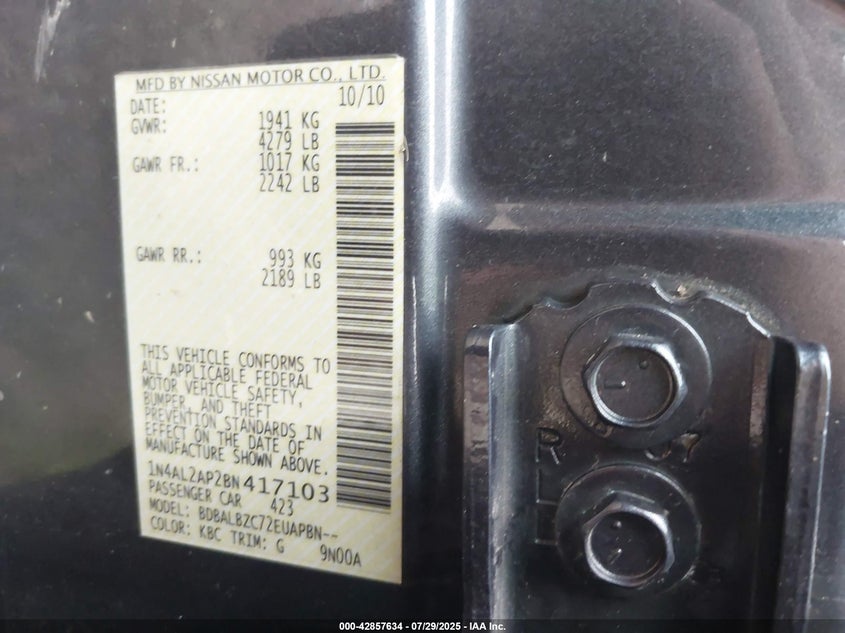 MFD BY NISSAN MOTOR CO., LTD.
DATE: 10/10
GVWR: 1941 KG
4279 LB
GAWR FR.: 1017 KG
2242 LB
GAWR RR.: 993 KG
2189 LB
THIS VEHICLE CONFORMS TO
ALL APPLICABLE FEDERAL
MOTOR VEHICLE SAFETY,
BUMPER, AND THEFT
PREVENTION STANDARDS IN
EFFECT ON THE DATE OF
MANUFACTURE SHOWN ABOVE.
1N4AL2AP2BN417103
PASSENGER CAR 423
MODEL: BDBALBZC72EUAPBN--
COLOR: KBC TRIM: G 9N00A
000-42857634 / 07/29/2025 - IAA Inc.